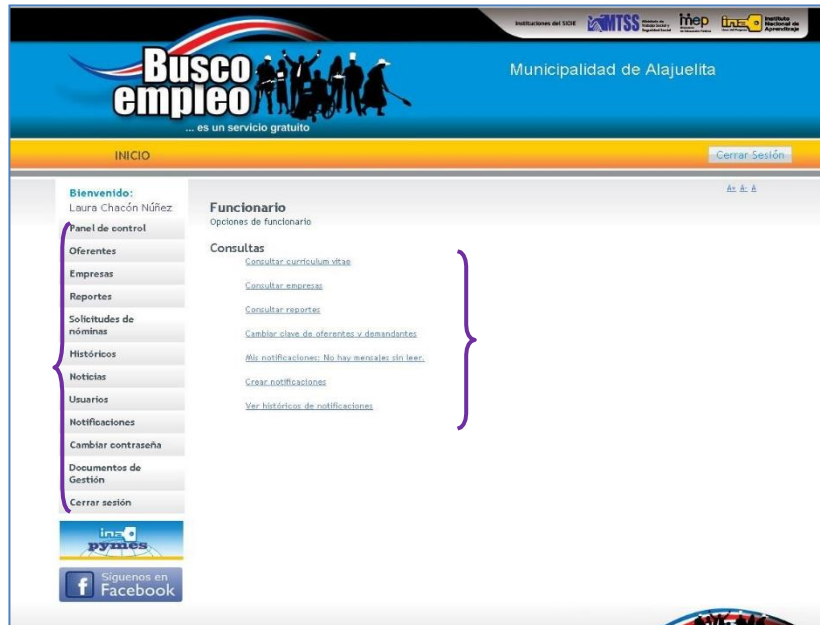 Instituciones del SICIE
MTSS
mep
ina
Instituto
Nacional de
Aprendizaje
Busco
empleo
... es un servicio gratuito
Municipalidad de Alajuelita
INICIO
Cerrar Sesión
A+ A- A
Bienvenido:
Laura Chacón Núñez
Panel de control
Oferentes
Empresas
Reportes
Solicitudes de
nóminas
Históricos
Noticias
Usuarios
Notificaciones
Cambiar contraseña
Documentos de
Gestión
Cerrar sesión
Funcionario
Opciones de funcionario
Consultas
Consultar curriculum vitae
Consultar empresas
Consultar reportes
Cambiar clave de oferentes y demandantes
Mis notificaciones: No hay mensajes sin leer.
Crear notificaciones
Ver históricos de notificaciones
ina
pymes
Síguenos en
Facebook